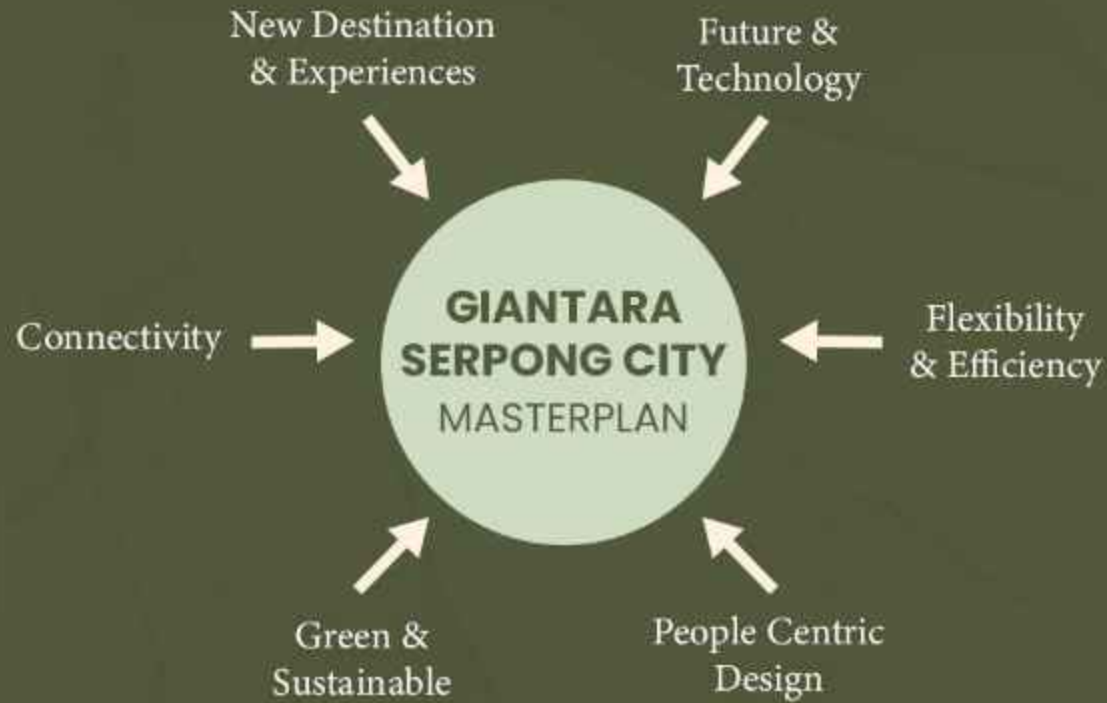 New Destination
& Experiences
Future &
Technology
Connectivity
GIANTARA
SERPONG CITY
MASTERPLAN
Flexibility
& Efficiency
Green &
Sustainable
People Centric
Design